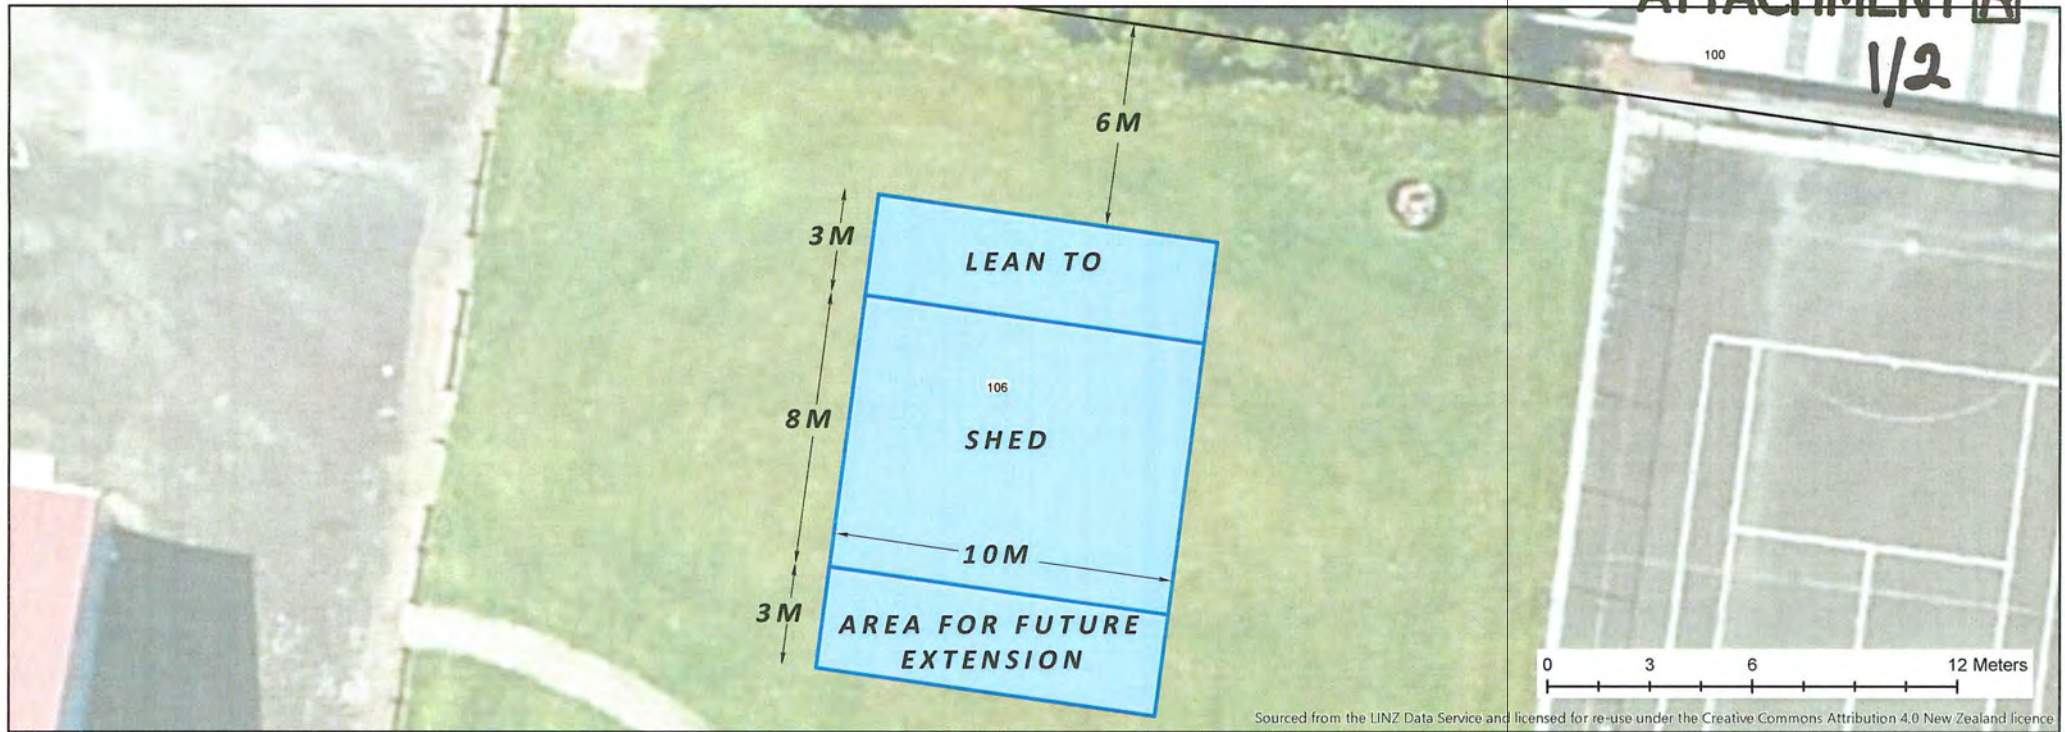 ATTACHMENT A
1/2
100
6M
3M
LEAN TO
106
8M
SHED
10M
3M
AREA FOR FUTURE
EXTENSION
0 3 6 12 Meters
Sourced from the LINZ Data Service and licensed for re-use under the Creative Commons Attribution 4.0 New Zealand licence